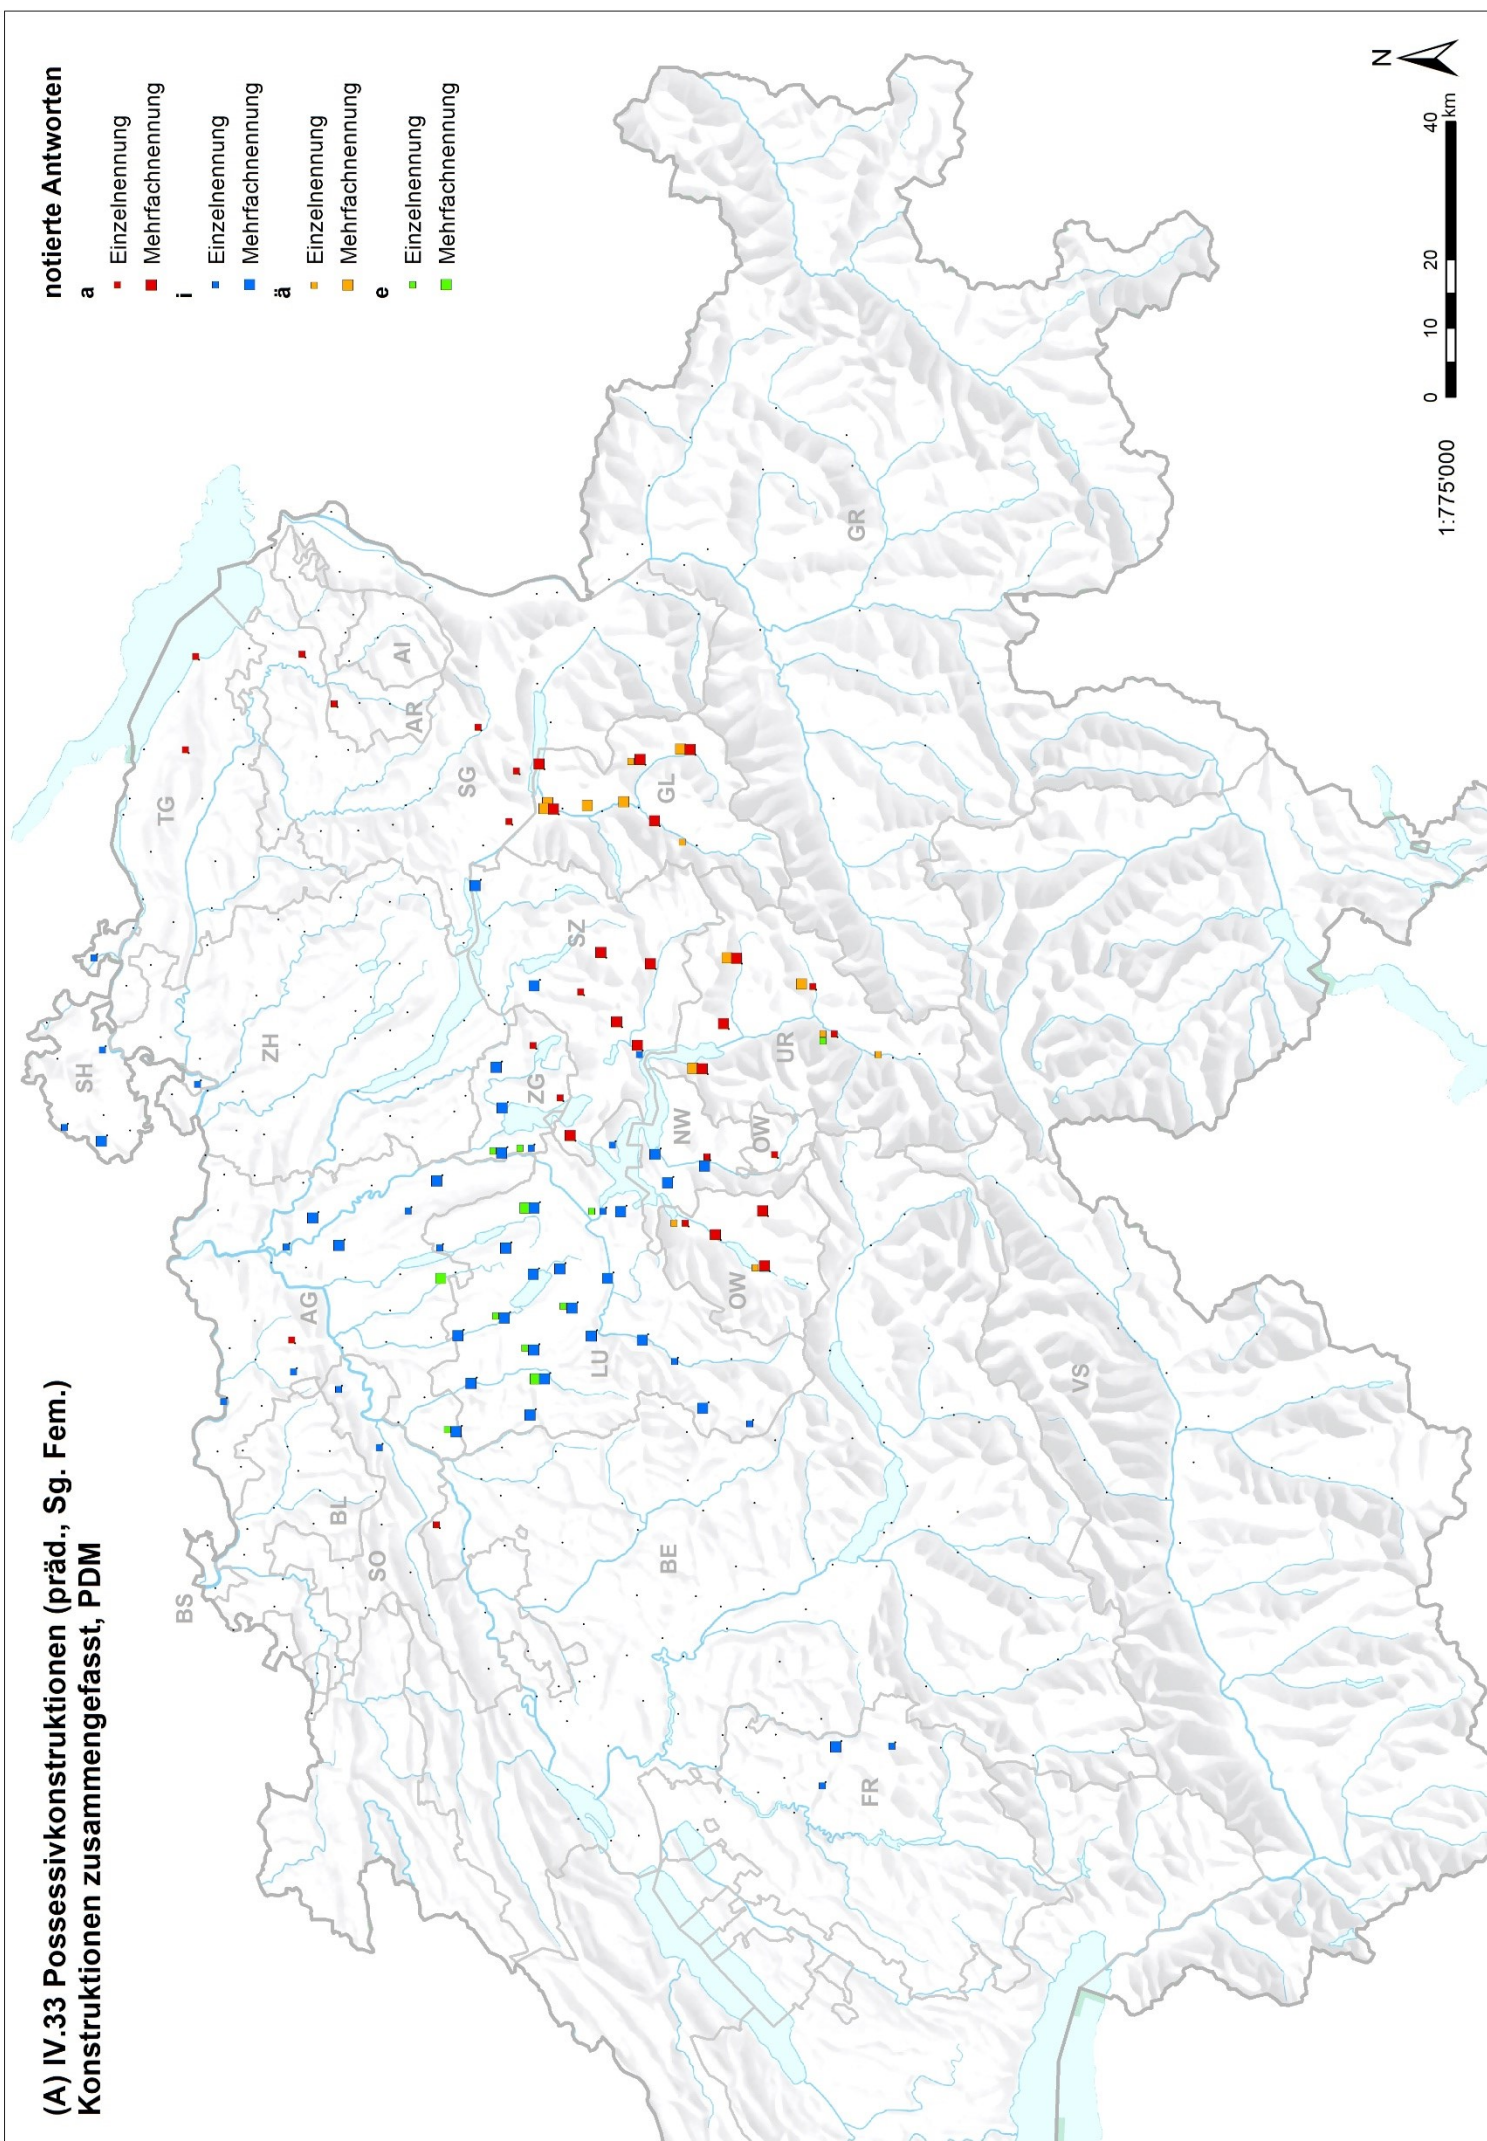 (A) IV.33 Possessivkonstruktionen (präd., Sg. Fem.)
Konstruktionen zusammengefasst, PDM
notierte Antworten
a
Einzelnennung
Mehrfachnennung
i
Einzelnennung
Mehrfachnennung
ä
Einzelnennung
Mehrfachnennung
e
Einzelnennung
Mehrfachnennung
BS
BL
SO
AG
SH
ZH
TG
SG
AR
AI
ZG
SZ
LU
NW
OW
OW
UR
GL
GR
BE
FR
VS
N
1:775'000
0 10 20 40
km